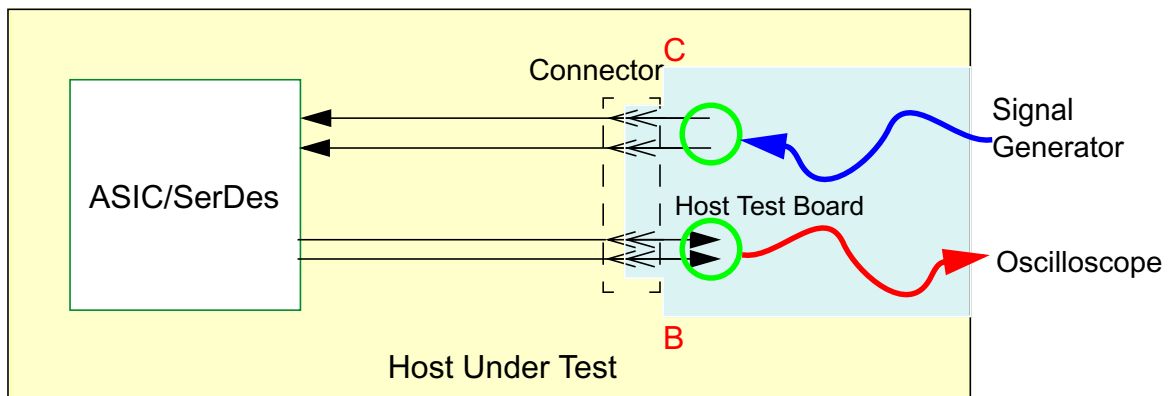 C
Connector
Signal
Generator
ASIC/SerDes
Host Test Board
Oscilloscope
B
Host Under Test